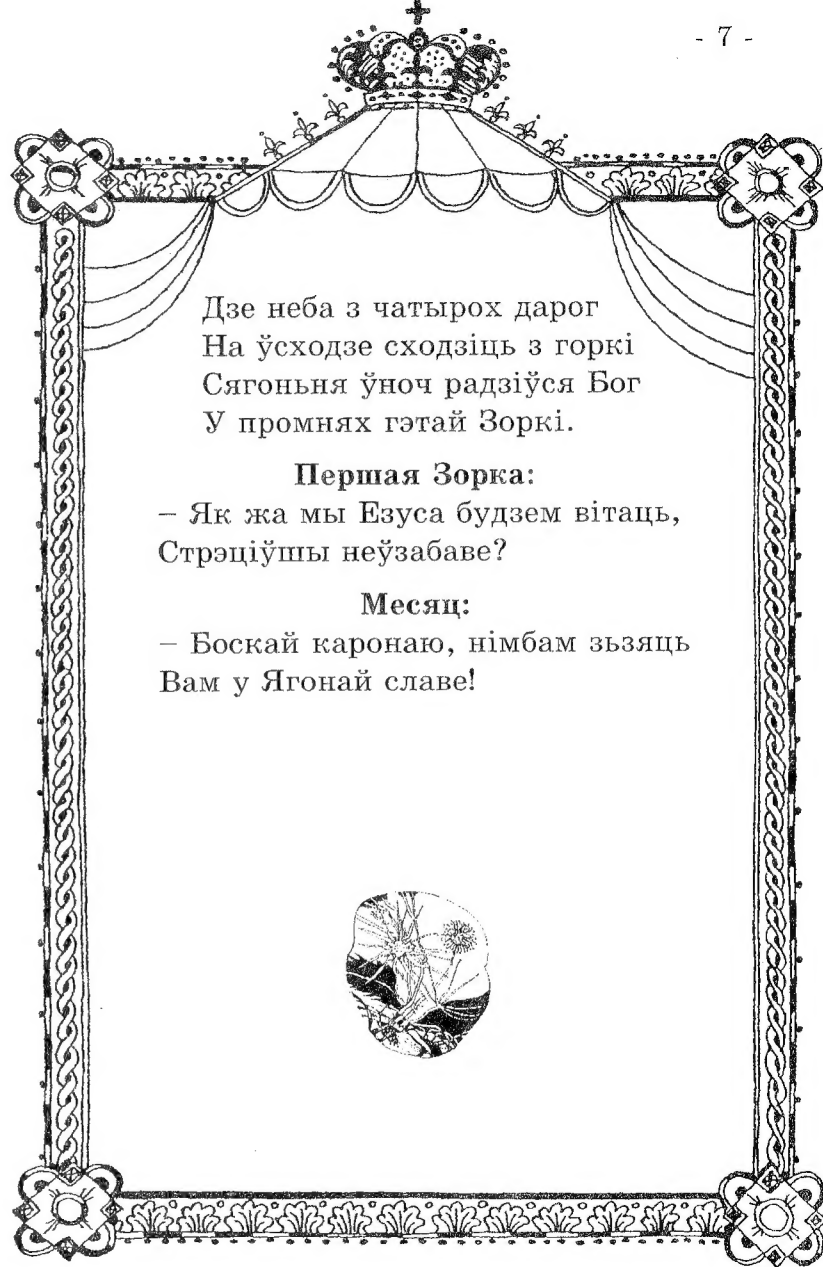 - 7 -
Дзе неба з чатырох дарог
На ўсходзе сходзіць з горкі
Сягоньня ўноч радзіўся Бог
У промнях гэтай Зоркі.
Першая Зорка:
– Як жа мы Езуса будзем вітаць,
Стрэціўшы неўзабаве?
Месяц:
– Боскай каронаю, німбам зьзяць
Вам у Ягонай славе!